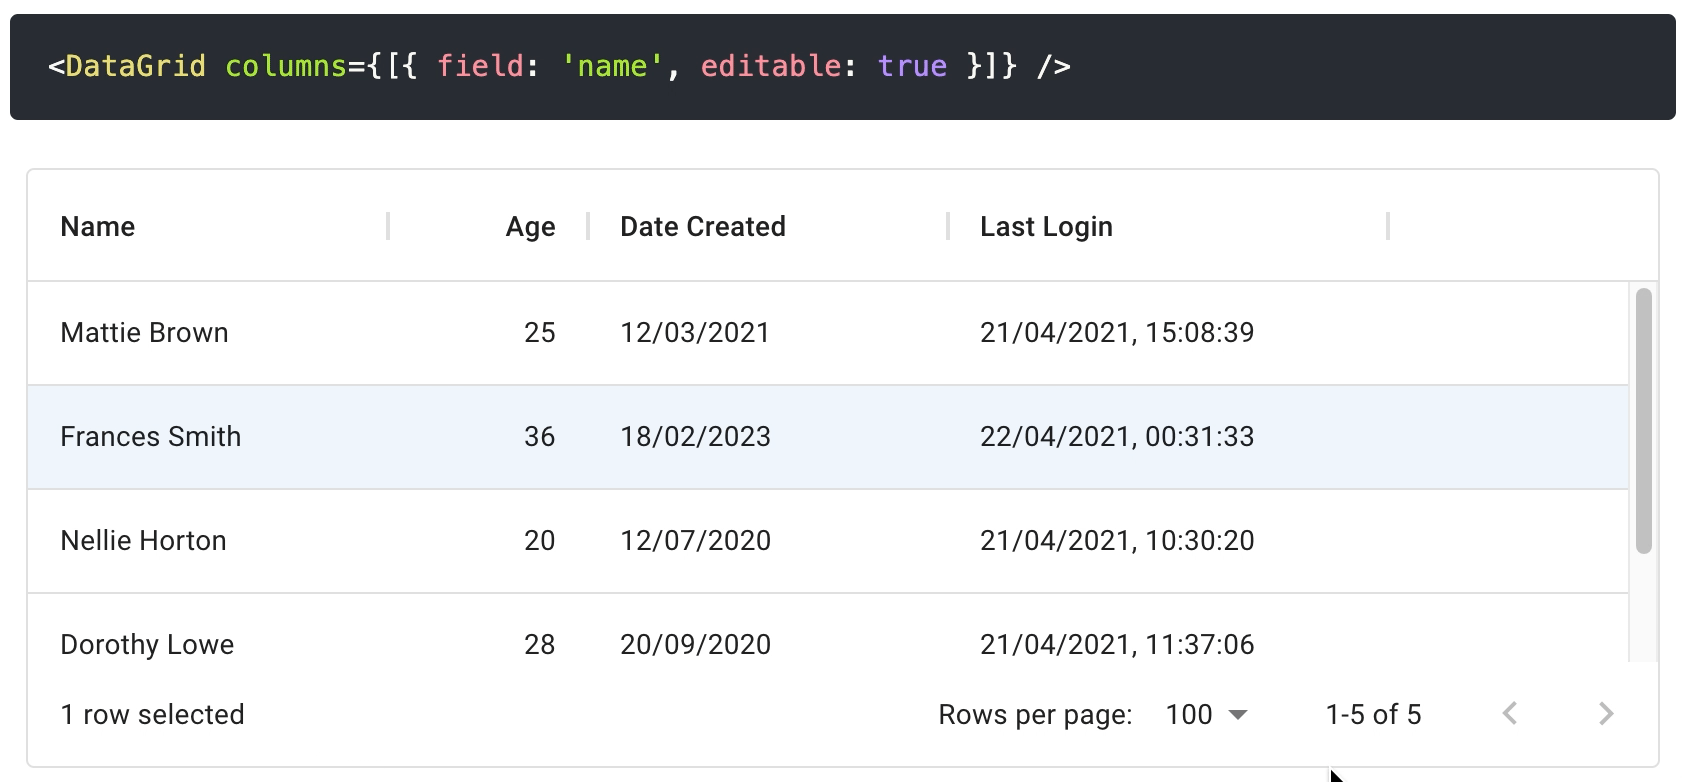 <DataGrid columns={[{ field: 'name', editable: true }]} />
Name Age Date Created Last Login
Mattie Brown 25 12/03/2021 21/04/2021, 15:08:39
Frances Smith 36 18/02/2023 22/04/2021, 00:31:33
Nellie Horton 20 12/07/2020 21/04/2021, 10:30:20
Dorothy Lowe 28 20/09/2020 21/04/2021, 11:37:06
1 row selected Rows per page: 100 1-5 of 5